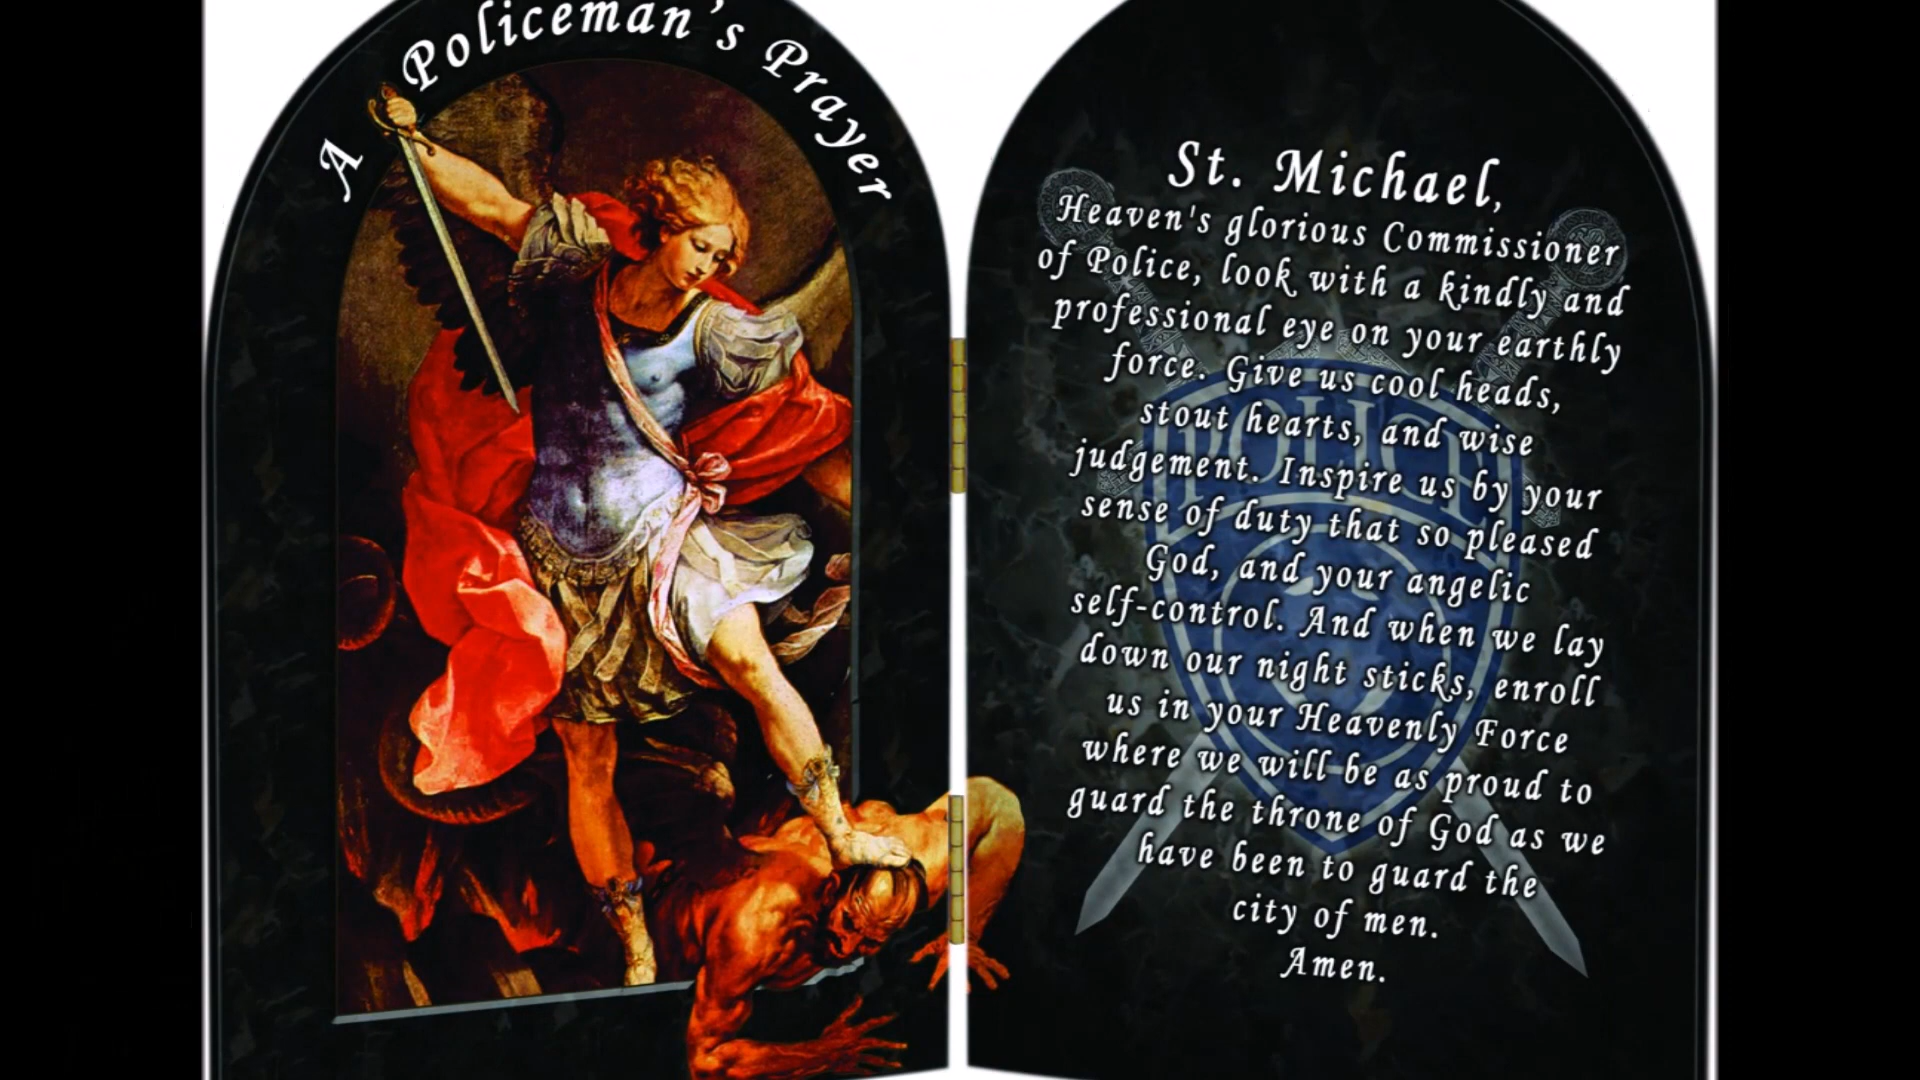 A Policeman's Prayer
St. Michael,
Heaven's glorious Commissioner
of Police, look with a kindly and
professional eye on your earthly
force. Give us cool heads,
stout hearts, and wise
judgement. Inspire us by your
sense of duty that so pleased
God, and your angelic
self-control. And when we lay
down our night sticks, enroll
us in your Heavenly Force
where we will be as proud to
guard the throne of God as we
have been to guard the
city of men.
Amen.
POLICE